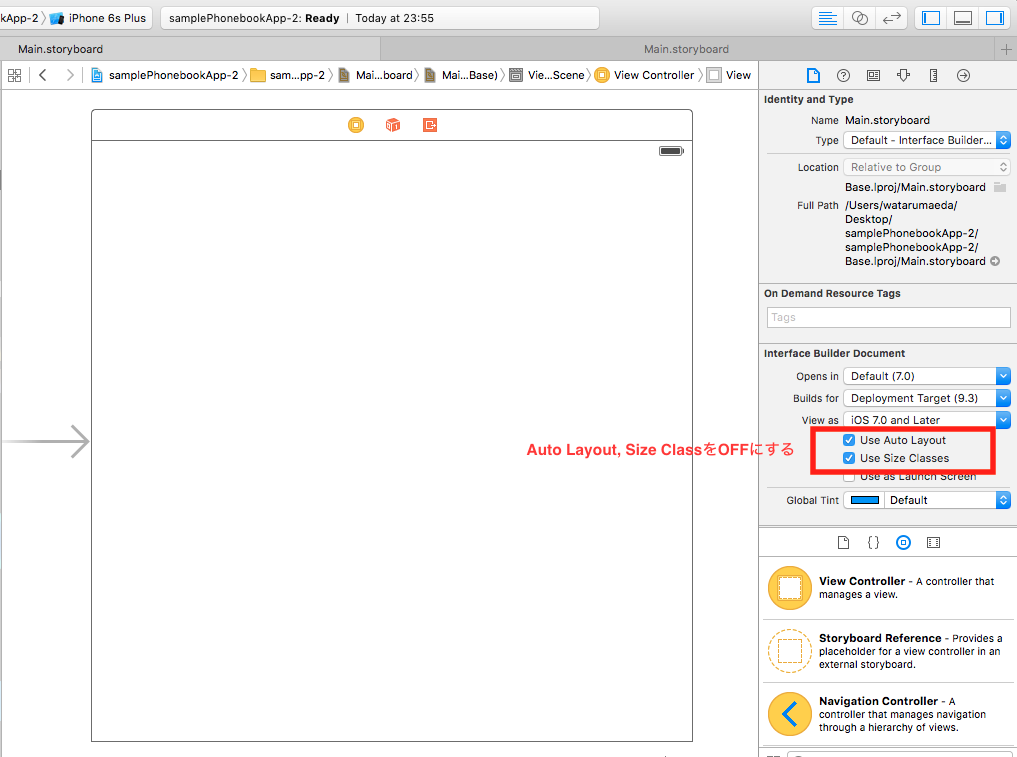 kApp-2 〉 iPhone 6s Plus
samplePhonebookApp-2: Ready | Today at 23:55
Main.storyboard
Main.storyboard
samplePhonebookApp-2 〉 sam...pp-2 〉 Mai...board 〉 Mai...Base) 〉 Vie...Scene 〉 View Controller 〉 View
Identity and Type
Name Main.storyboard
Type Default - Interface Builder...
Location Relative to Group
Base.lproj/Main.storyboard
Full Path /Users/watarumaeda/
Desktop/
samplePhonebookApp-2/
samplePhonebookApp-2/
Base.lproj/Main.storyboard
On Demand Resource Tags
Tags
Interface Builder Document
Opens in Default (7.0)
Builds for Deployment Target (9.3)
View as iOS 7.0 and Later
Use Auto Layout
Auto Layout, Size ClassをOFFにする
Use Size Classes
Use as Launch Screen
Global Tint Default
View Controller - A controller that
manages a view.
Storyboard Reference - Provides a
placeholder for a view controller in an
external storyboard.
Navigation Controller - A
controller that manages navigation
through a hierarchy of views.